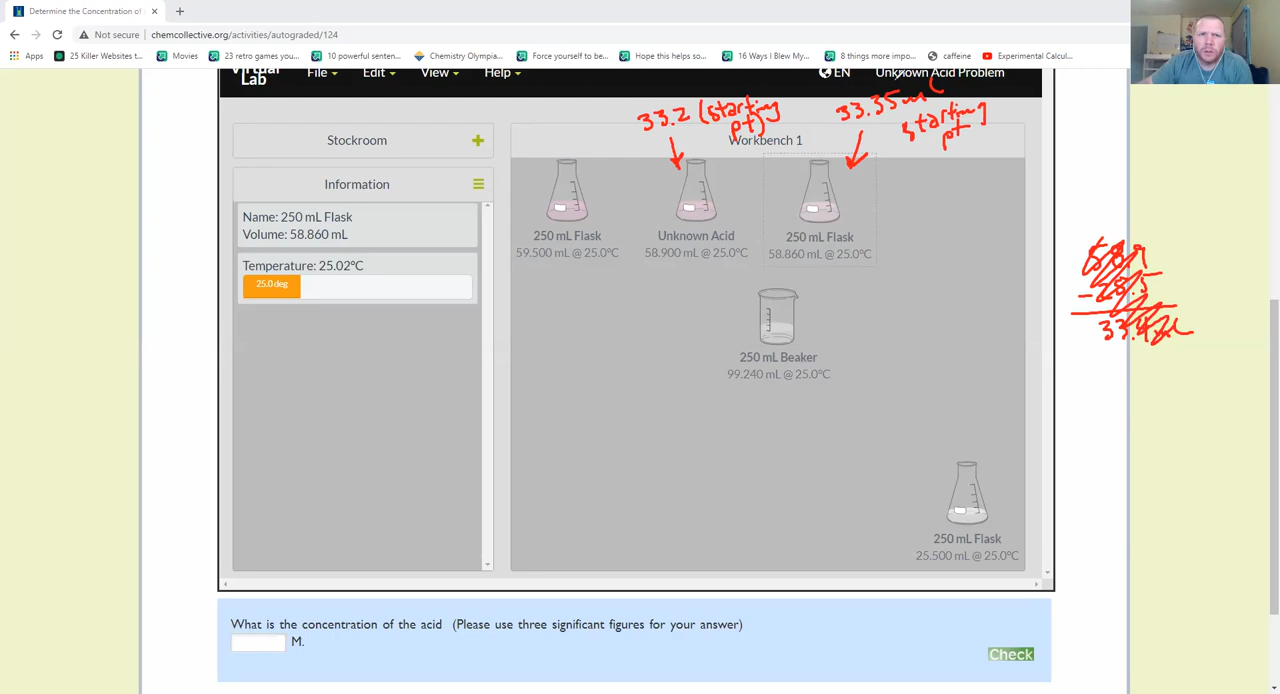 Determine the Concentration of
Not secure
chemcollective.org/activities/autograded/124
Apps
25 Killer Websites t...
Movies
23 retro games you...
10 powerful senten...
Chemistry Olympia...
Force yourself to be...
Hope this helps so...
16 Ways I Blew My...
8 things more impo...
caffeine
Experimental Calcu...
Virtual
Lab
File
Edit
View
Help
EN
Unknown Acid Problem
33.2 (starting
pt)
33.35 mL
starting
pt
Stockroom
Workbench 1
Information
Name: 250 mL Flask
Volume: 58.860 mL
Temperature: 25.02°C
25.0 deg
250 mL Flask
59.500 mL @ 25.0°C
Unknown Acid
58.900 mL @ 25.0°C
250 mL Flask
58.860 mL @ 25.0°C
250 mL Beaker
99.240 mL @ 25.0°C
250 mL Flask
25.500 mL @ 25.0°C
What is the concentration of the acid (Please use three significant figures for your answer)
M.
Check